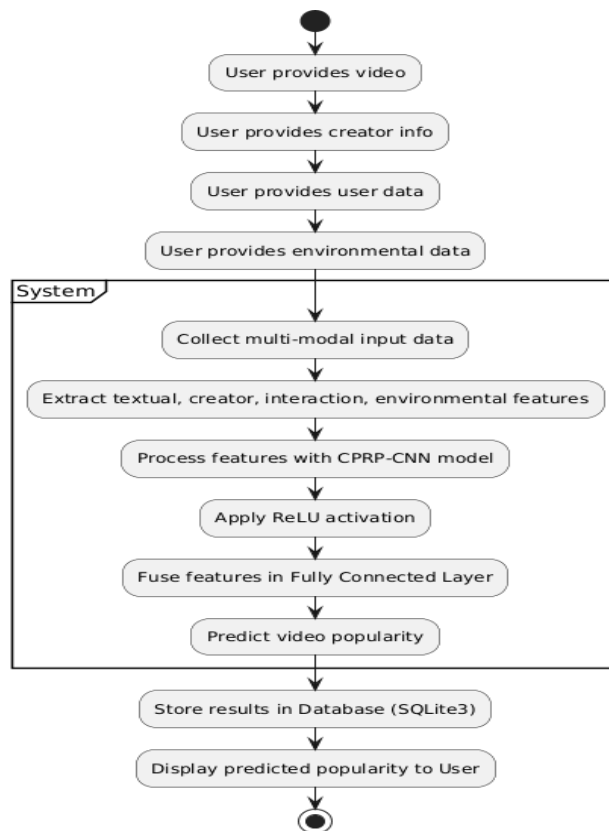 User provides video
User provides creator info
User provides user data
User provides environmental data
System
Collect multi-modal input data
Extract textual, creator, interaction, environmental features
Process features with CPRP-CNN model
Apply ReLU activation
Fuse features in Fully Connected Layer
Predict video popularity
Store results in Database (SQLite3)
Display predicted popularity to User